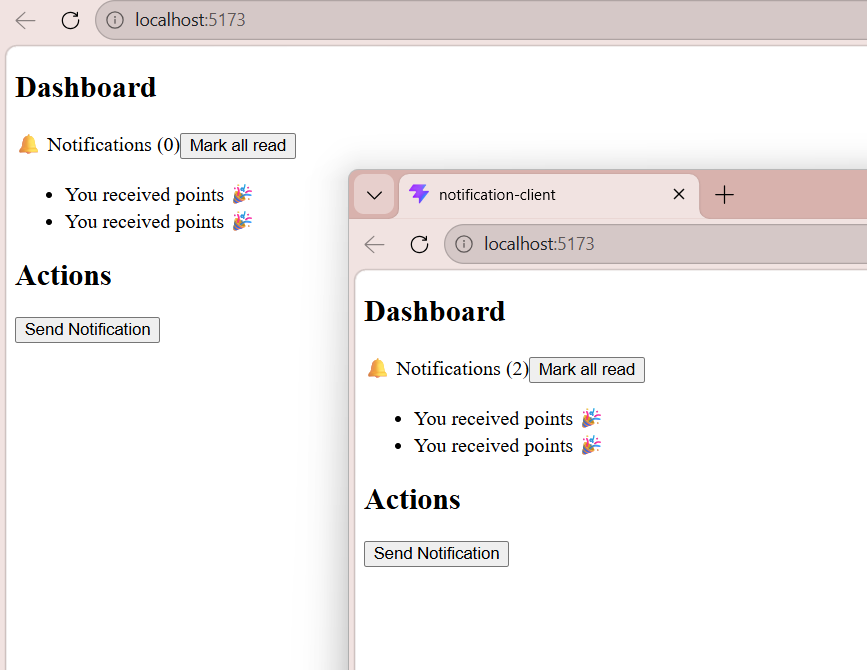 localhost:5173
Dashboard
🔔 Notifications (0) Mark all read
• You received points 🎉
• You received points 🎉
Actions
Send Notification
notification-client
localhost:5173
Dashboard
🔔 Notifications (2) Mark all read
• You received points 🎉
• You received points 🎉
Actions
Send Notification